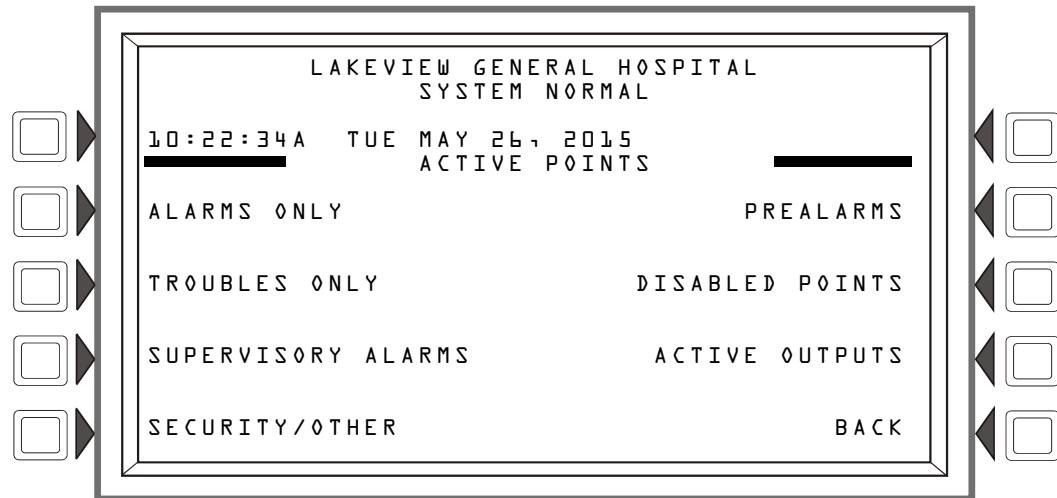 LAKEVIEW GENERAL HOSPITAL
SYSTEM NORMAL
10:22:34A TUE MAY 26, 2015
ACTIVE POINTS
ALARMS ONLY PREALARMS
TROUBLES ONLY DISABLED POINTS
SUPERVISORY ALARMS ACTIVE OUTPUTS
SECURITY/OTHER BACK